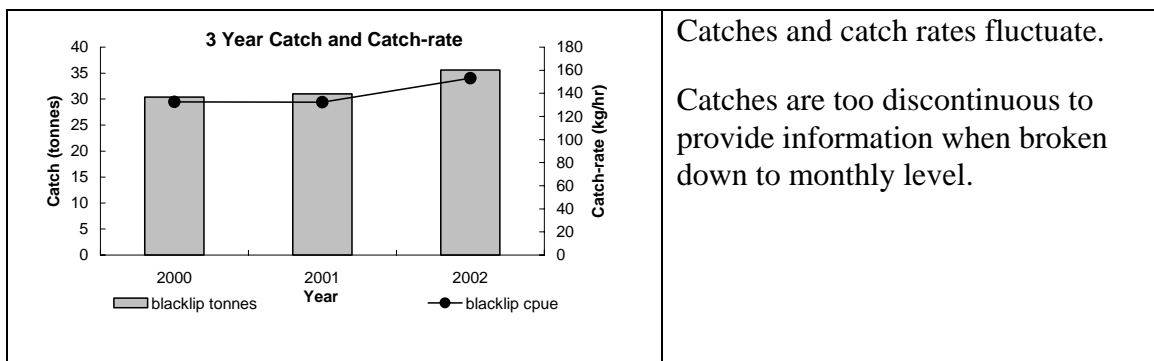 3 Year Catch and Catch-rate
40
35
30
25
20
15
10
5
0
Catch (tonnes)
180
160
140
120
100
80
60
40
20
0
Catch-rate (kg/hr)
2000 2001 2002
Year
blacklip tonnes blacklip cpue
Catches and catch rates fluctuate.
Catches are too discontinuous to
provide information when broken
down to monthly level.